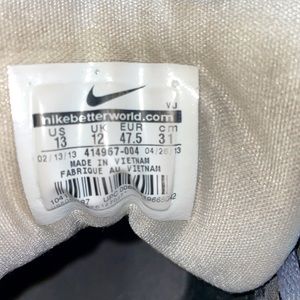 VJ
nikebetterworld.com
US UK EUR cm
13 12 47.5 31
02/13/13 414967-004 04/26/13
MADE IN VIETNAM
FABRIQUE AU VIETNAM
UPC